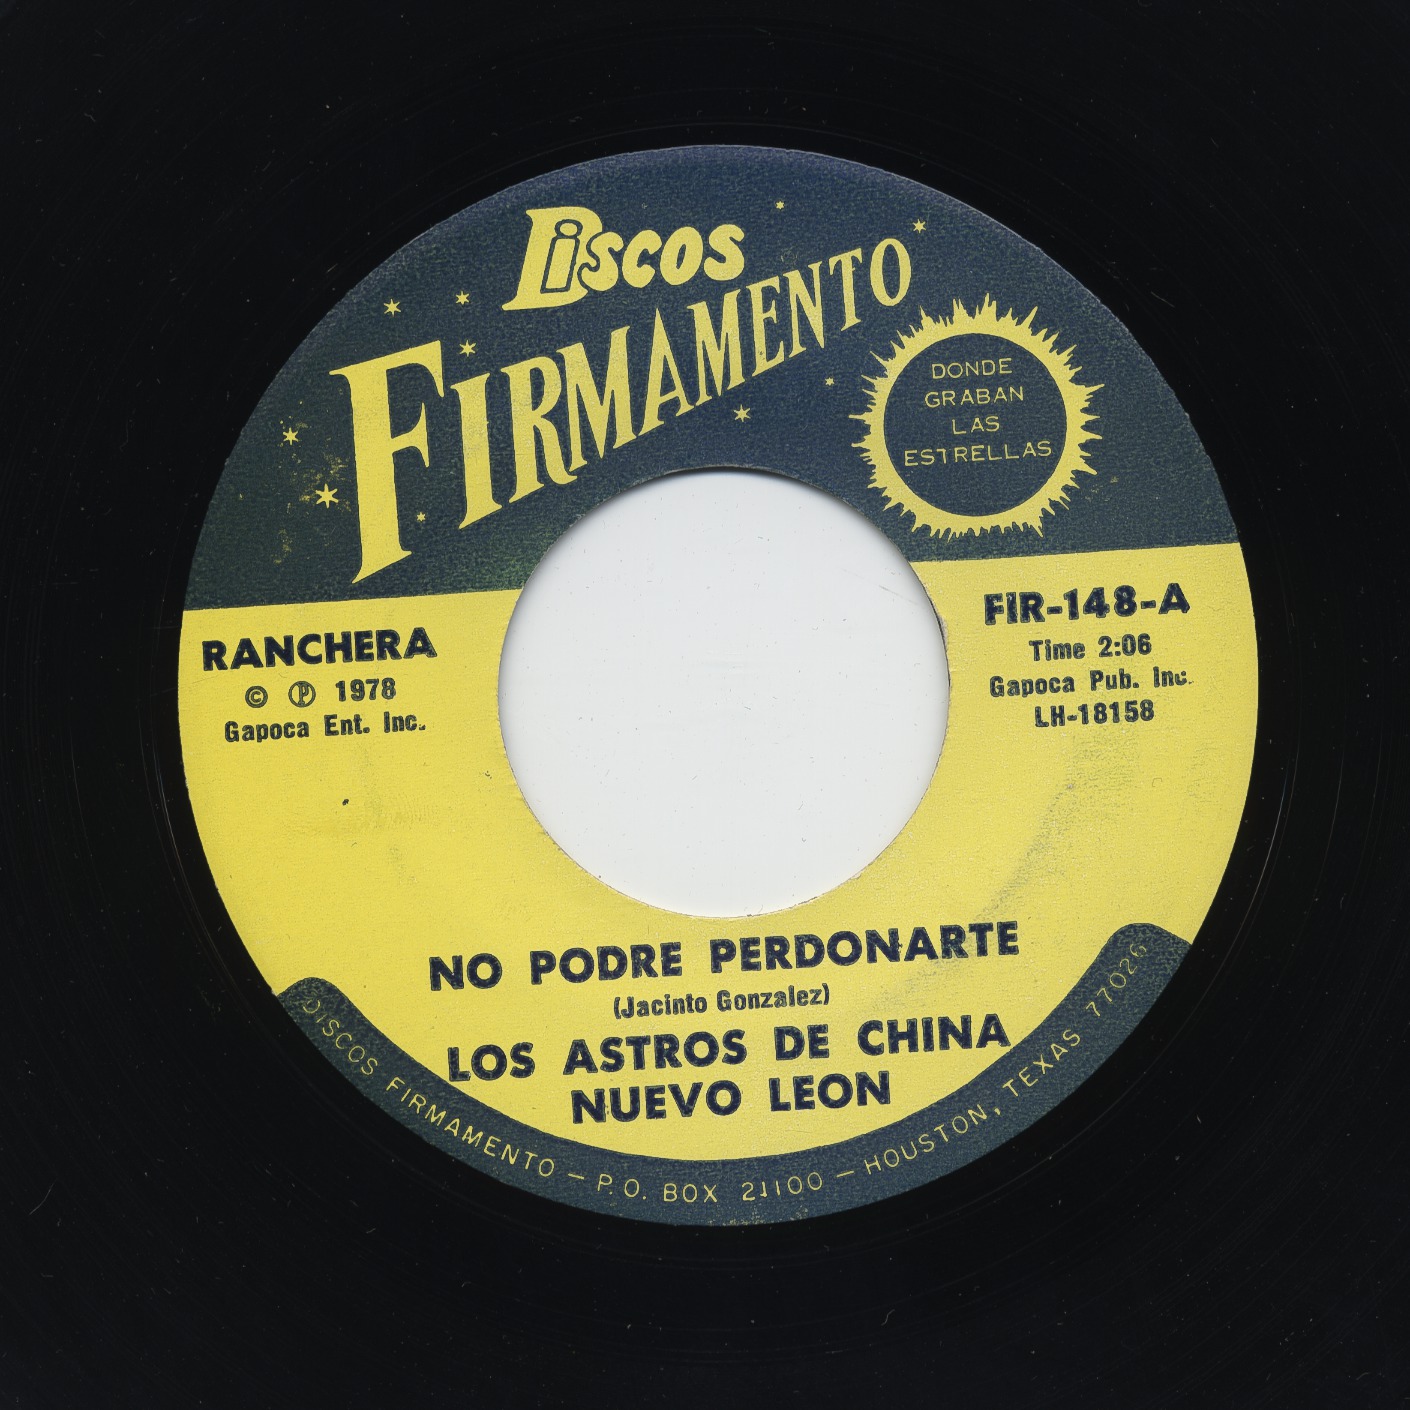 Discos
FIRMAMENTO
DONDE
GRABAN
LAS
ESTRELLAS
RANCHERA
© ℗ 1978
Gapoca Ent. Inc.
FIR-148-A
Time 2:06
Gapoca Pub. Inc.
LH-18158
NO PODRE PERDONARTE
(Jacinto Gonzalez)
LOS ASTROS DE CHINA
NUEVO LEON
DISCOS FIRMAMENTO — P.O. BOX 21100 — HOUSTON, TEXAS 77026